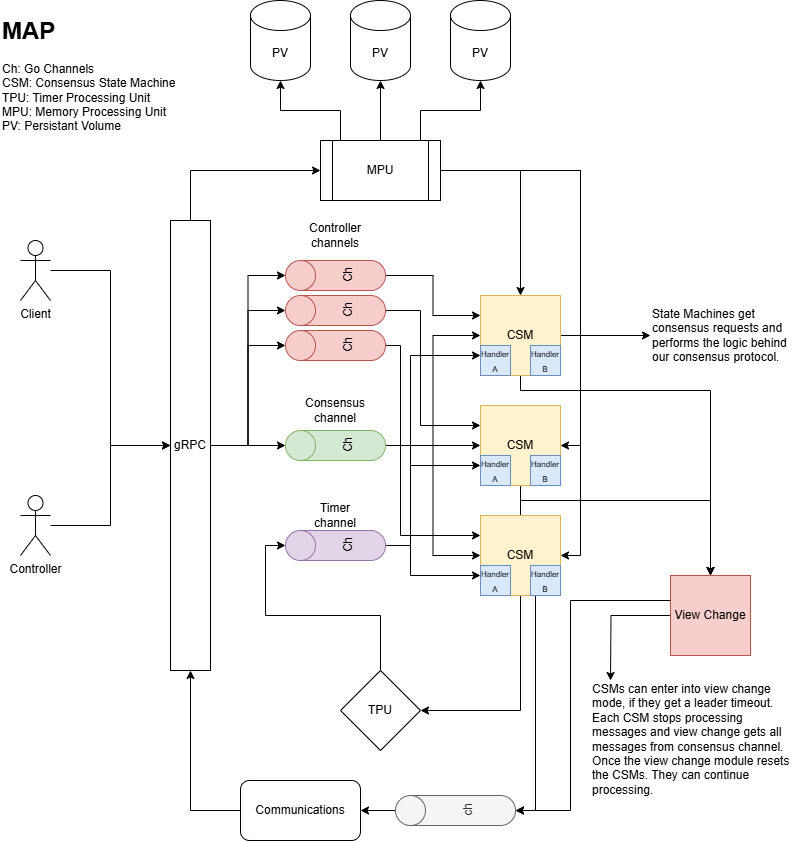 MAP
Ch: Go Channels
CSM: Consensus State Machine
TPU: Timer Processing Unit
MPU: Memory Processing Unit
PV: Persistant Volume
PV
PV
PV
MPU
Controller
channels
Ch
Ch
Ch
Client
CSM
Handler
A
Handler
B
State Machines get
consensus requests and
performs the logic behind
our consensus protocol.
Consensus
channel
gRPC
Ch
CSM
Handler
A
Handler
B
Timer
channel
Ch
CSM
Handler
A
Handler
B
Controller
View Change
TPU
CSMs can enter into view change
mode, if they get a leader timeout.
Each CSM stops processing
messages and view change gets all
messages from consensus channel.
Once the view change module resets
the CSMs. They can continue
processing.
Communications
ch